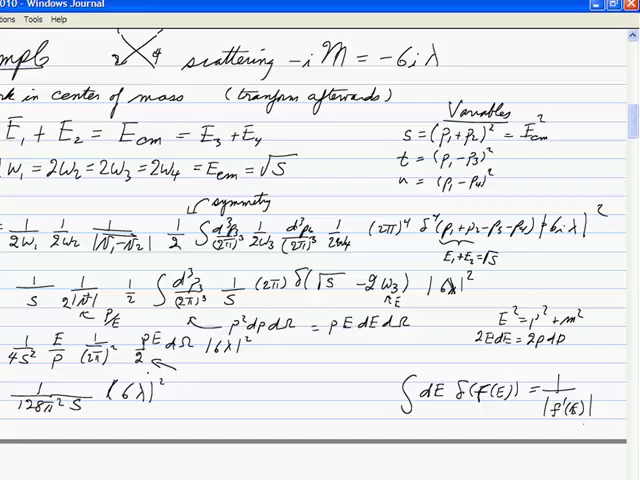 010 - Windows Journal
tions Tools Help
mple 2 4 scattering -i M = -6iλ
rk in center of mass (tranform afterwards)
Variables
E₁ + E₂ = Ecm = E₃ + E₄
s = (p₁+p₂)² = Ecm²
t = (p₁-p₃)²
2w₁ = 2w₂ = 2w₃ = 2w₄ = Ecm = √S
u = (p₁-p₄)²
symmetry
= 1/2w₁ 1/2w₂ 1/|v₁-v₂| 1/2 ∫ d³p₃/(2π)³ 1/2w₃ d³p₄/(2π)³ 1/2w₄ (2π)⁴ δ⁴(p₁+p₂-p₃-p₄) |6iλ|²
E₁+E₂=√S
1/S 1/2|v| 1/2 ∫ d³p₃/(2π)³ 1/S (2π) δ(√S - 2w₃) |6λ|²
P/E E
p²dpdΩ = pEdEdΩ
E² = p² + m²
2EdE = 2pdp
1/4S² E/p 1/(2π)² pE/2 dΩ |6λ|²
1/128π²S (6λ)²
∫ dE δ(f(E)) = 1/|f'(E)|